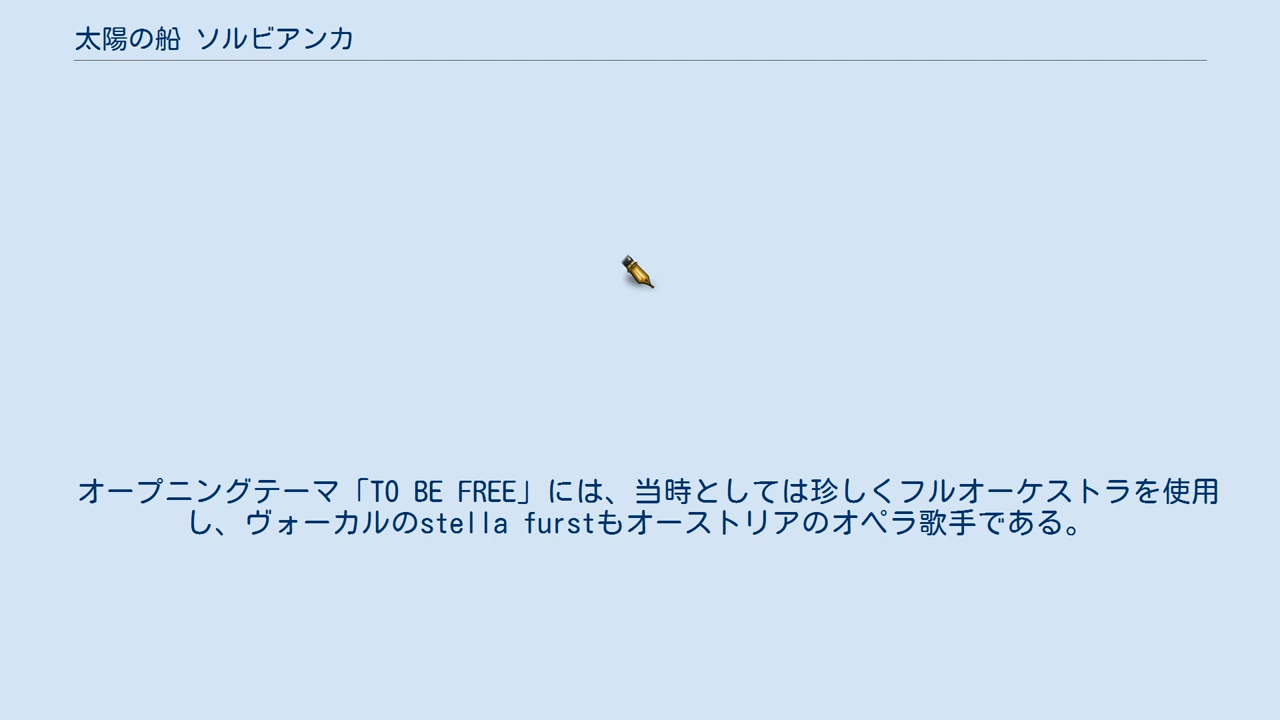 太陽の船 ソルビアンカ
オープニングテーマ「TO BE FREE」には、当時としては珍しくフルオーケストラを使用
し、ヴォーカルのstella furstもオーストリアのオペラ歌手である。